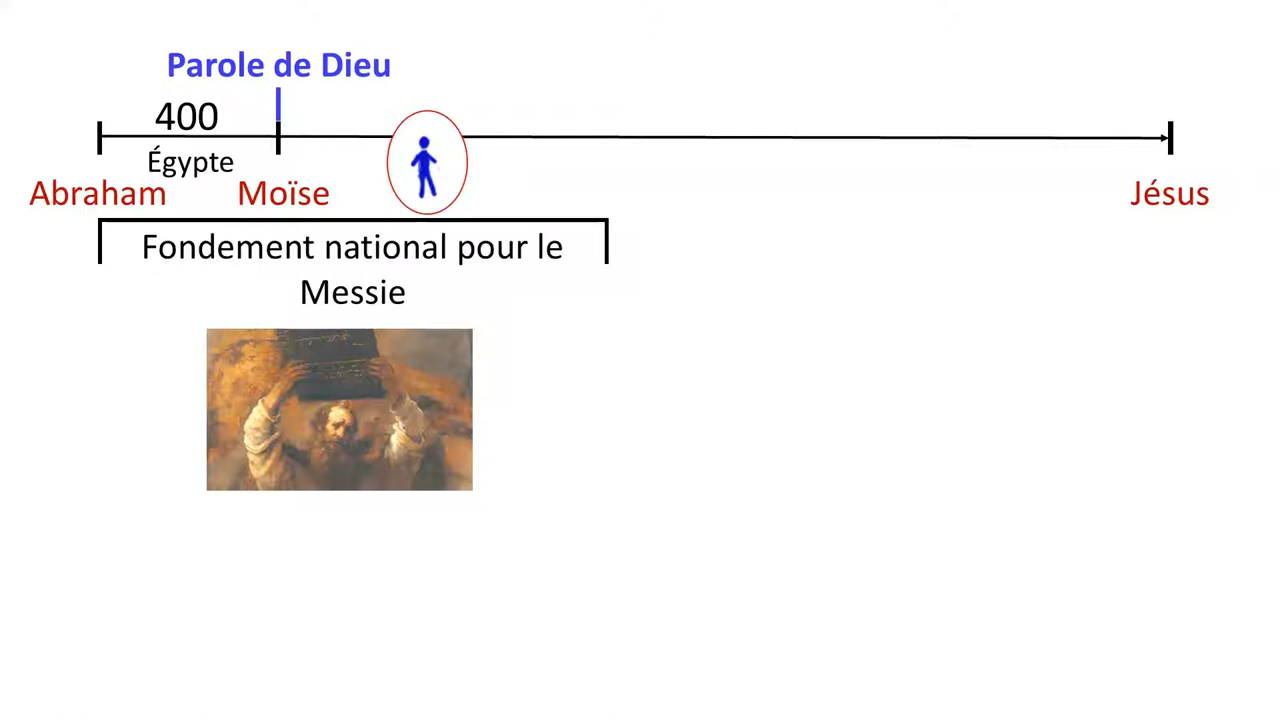 Parole de Dieu
400
Égypte
Abraham
Moïse
Jésus
Fondement national pour le
Messie